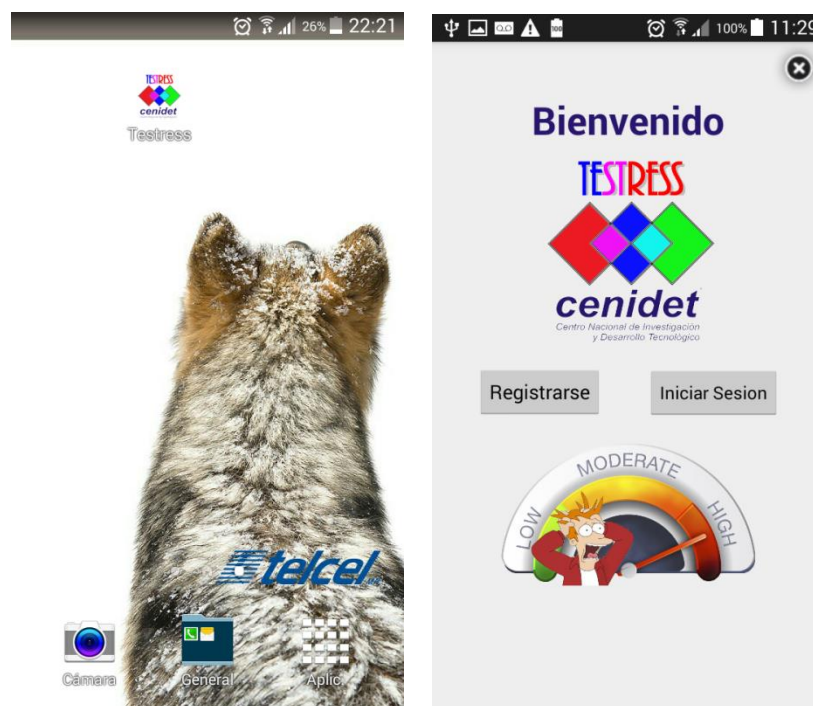 26% 22:21
TESTRESS
cenidet
Testress
telcel
Cámara
General
Aplic.
100% 11:29
Bienvenido
TESTRESS
cenidet
Centro Nacional de Investigación
y Desarrollo Tecnológico
Registrarse
Iniciar Sesion
LOW
MODERATE
HIGH